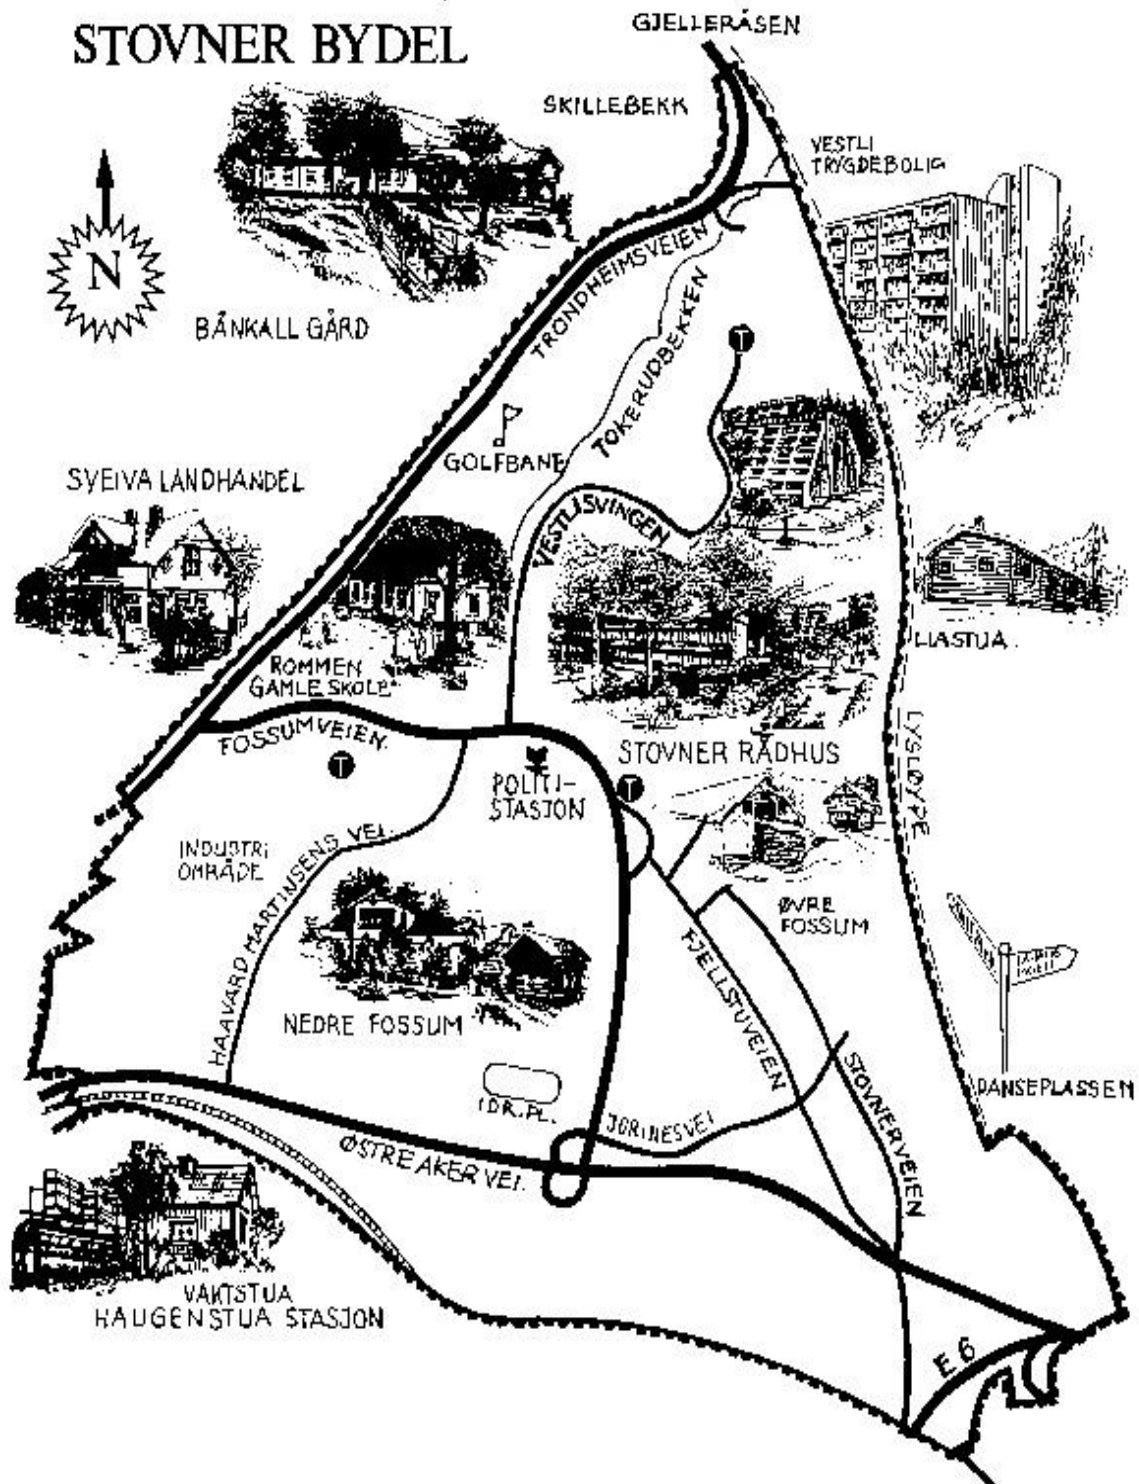 STOVNER BYDEL
GJELLERÅSEN
SKILLEBEKK
VESTLI
TRYGDEBOLIG
N
BÅNKALL GÅRD
TRONDHEIMSVEIEN
TOKERUDBEKKEN
T
GOLFBANE
SVEIVA LANDHANDEL
VESTLISVINGEN
LIASTUA
ROMMEN
GAMLE SKOLE
FOSSUMVEIEN
T
POLITI-
STASJON
STOVNER RÅDHUS
T
LYSLØYPE
INDUSTRI
OMRÅDE
HAAVARD MARTINSENS VEI
ØVRE
FOSSUM
FJELLSTUVEIEN
NEDRE FOSSUM
DANSEPLASSEN
IDR.PL.
JØRINESVEI
STOVNERVEIEN
ØSTRE AKER VEI
VAKTSTUA
HAUGENSTUA STASJON
E 6